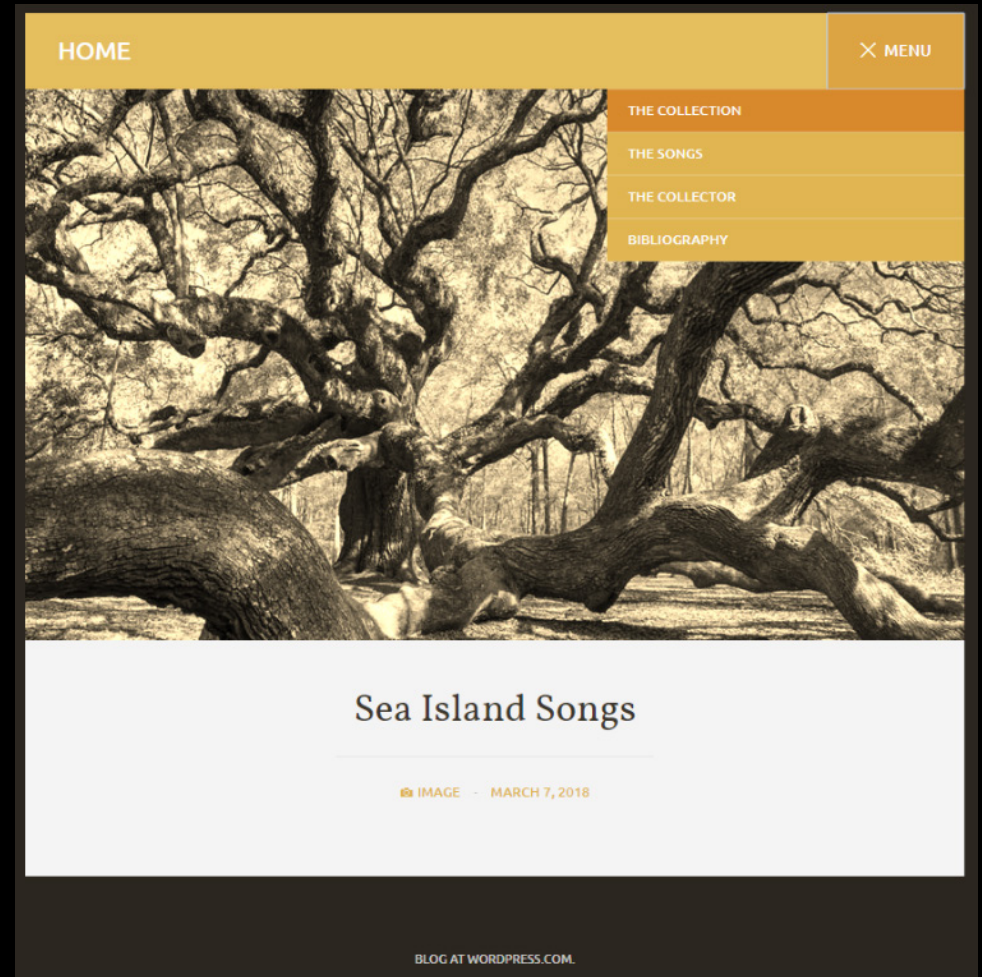 HOME
MENU
THE COLLECTION
THE SONGS
THE COLLECTOR
BIBLIOGRAPHY
Sea Island Songs
IMAGE - MARCH 7, 2018
BLOG AT WORDPRESS.COM.